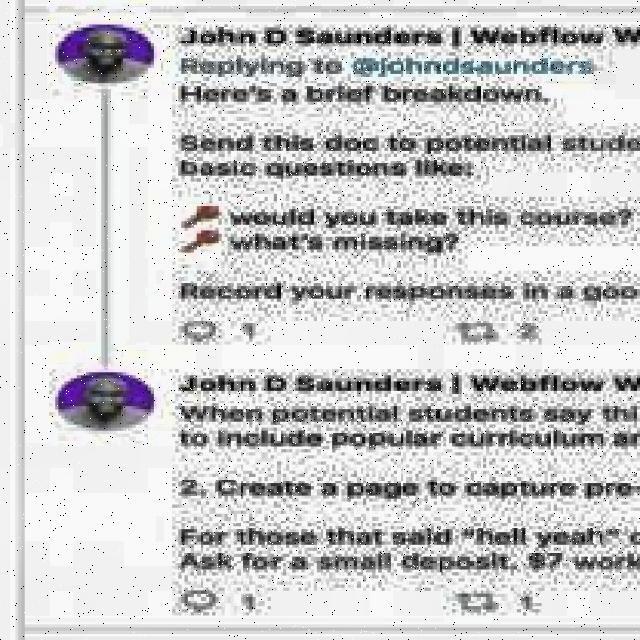 John D Saunders | Webflow W
Replying to @johndsaunders
Here's a brief breakdown.
Send this doc to potential stude
basic questions like:
would you take this course?
what's missing?
Record your responses in a goo
1 2
John D Saunders | Webflow W
When potential students say thi
to include popular curriculum an
2. Create a page to capture pre-
For those that said "hell yeah" o
Ask for a small deposit. $7 work
1 1